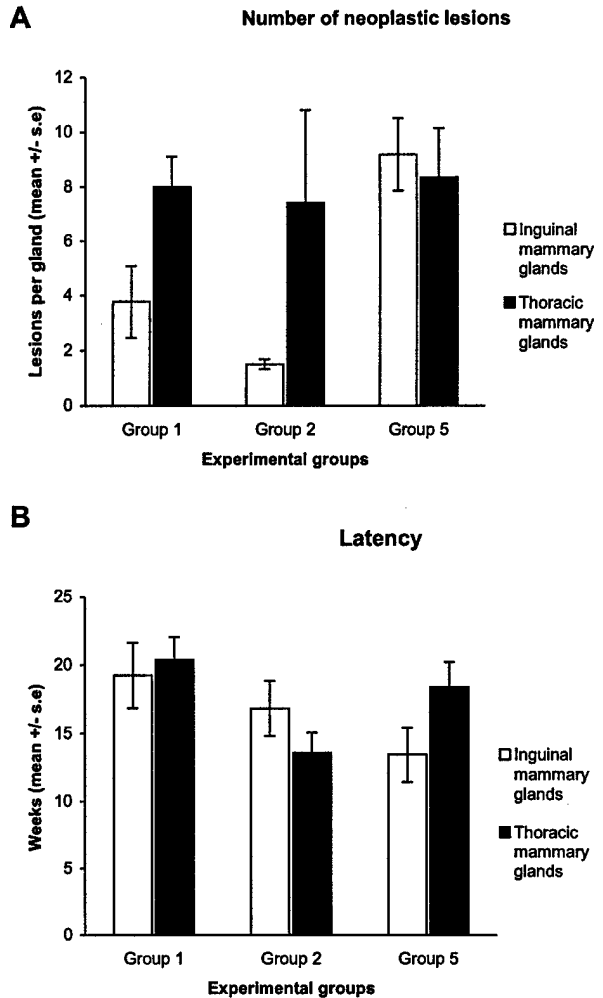 A
Number of neoplastic lesions
Lesions per gland (mean +/- s.e)
12
10
8
6
4
2
0
Group 1
Group 2
Group 5
Experimental groups
Inguinal
mammary
glands
Thoracic
mammary
glands
B
Latency
Weeks (mean +/- s.e)
25
20
15
10
5
0
Group 1
Group 2
Group 5
Experimental groups
Inguinal
mammary
glands
Thoracic
mammary
glands